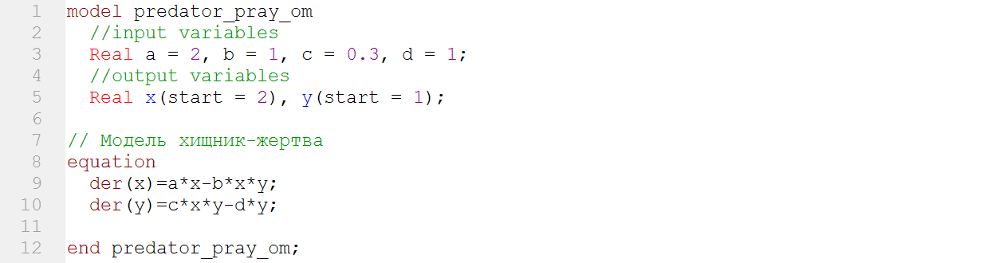 1 model predator_pray_om
2 //input variables
3 Real a = 2, b = 1, c = 0.3, d = 1;
4 //output variables
5 Real x(start = 2), y(start = 1);
6
7 // Модель хищник-жертва
8 equation
9 der(x)=a*x-b*x*y;
10 der(y)=c*x*y-d*y;
11
12 end predator_pray_om;